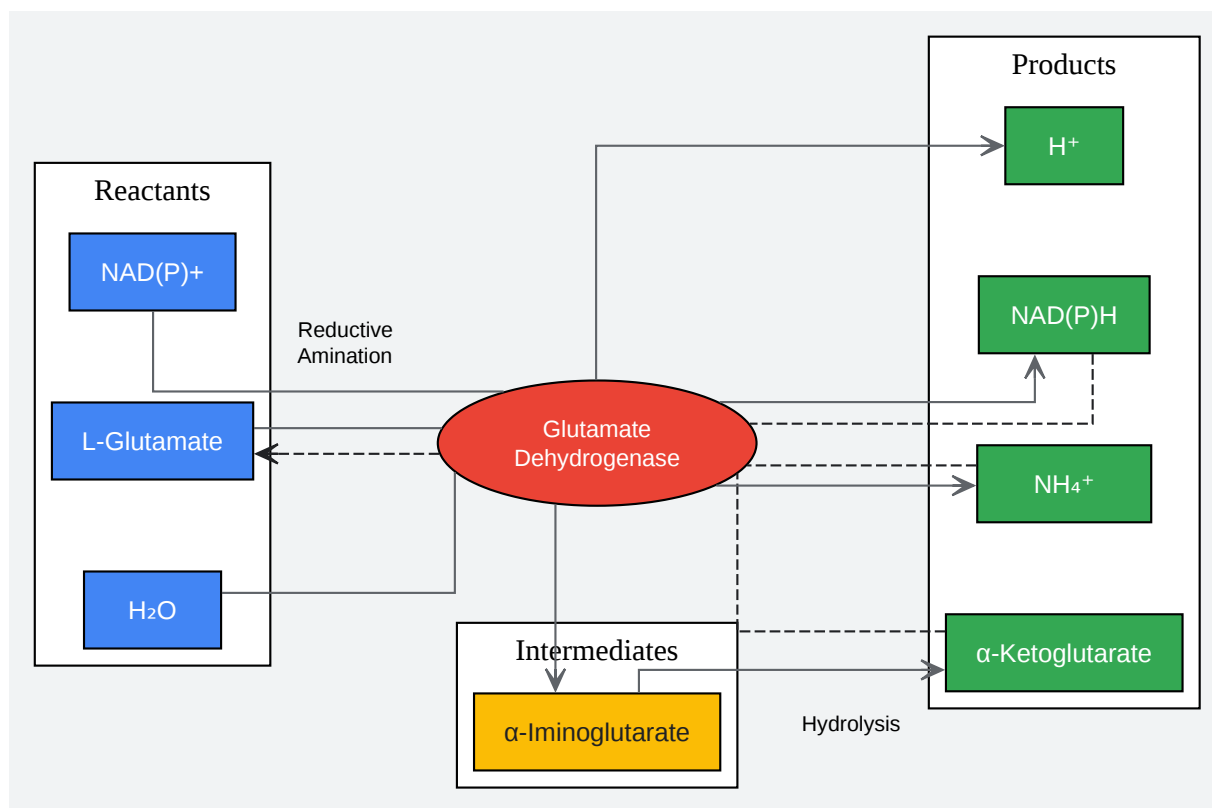 Products
H⁺
Reactants
NAD(P)+
NAD(P)H
Reductive
Amination
L-Glutamate
Glutamate
Dehydrogenase
NH₄⁺
H₂O
Intermediates
α-Ketoglutarate
α-Iminoglutarate
Hydrolysis